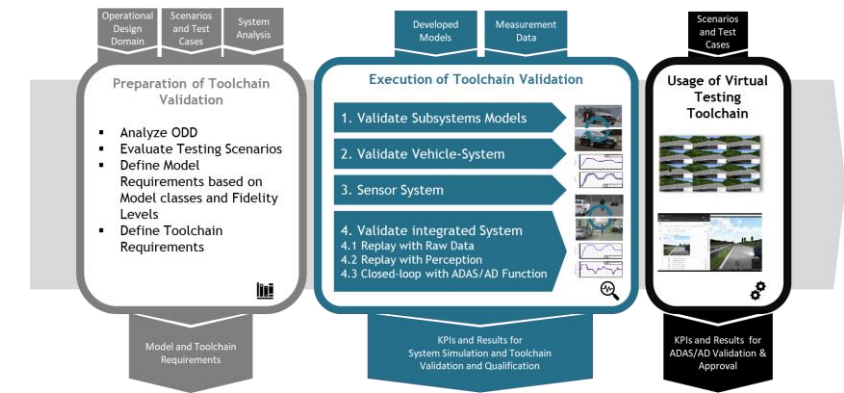 Operational
Design
Domain
Scenarios
and Test
Cases
System
Analysis
Preparation of Toolchain
Validation
▪ Analyze ODD
▪ Evaluate Testing Scenarios
▪ Define Model
Requirements based on
Model classes and Fidelity
Levels
▪ Define Toolchain
Requirements
Model and Toolchain
Requirements
Developed
Models
Measurement
Data
Execution of Toolchain Validation
1. Validate Subsystems Models
2. Validate Vehicle-System
3. Sensor System
4. Validate integrated System
4.1 Replay with Raw Data
4.2 Replay with Perception
4.3 Closed-loop with ADAS/AD Function
KPIs and Results for
System Simulation and Toolchain
Validation and Qualification
Scenarios
and Test
Cases
Usage of Virtual
Testing
Toolchain
KPIs and Results for
ADAS/AD Validation &
Approval